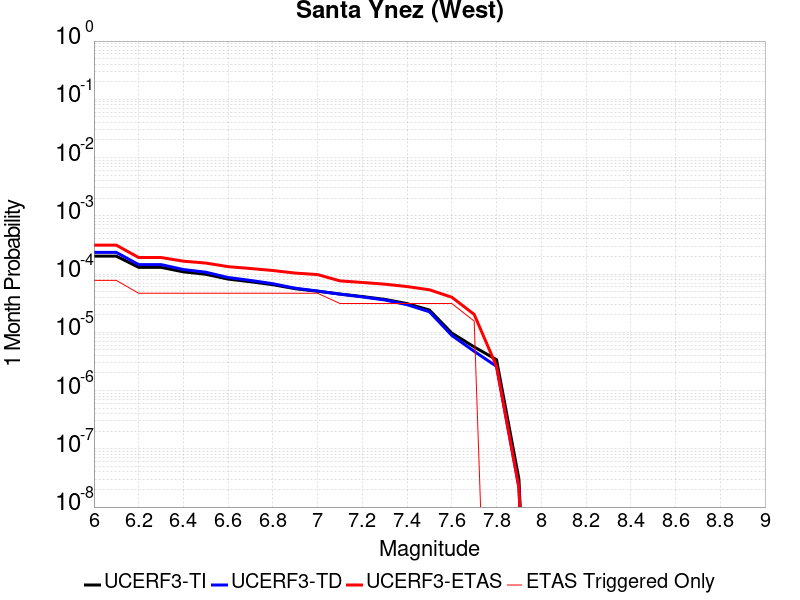 Santa Ynez (West)
10^0
10^-1
10^-2
10^-3
10^-4
10^-5
10^-6
10^-7
10^-8
1 Month Probability
6 6.2 6.4 6.6 6.8 7 7.2 7.4 7.6 7.8 8 8.2 8.4 8.6 8.8 9
Magnitude
UCERF3-TI UCERF3-TD UCERF3-ETAS ETAS Triggered Only